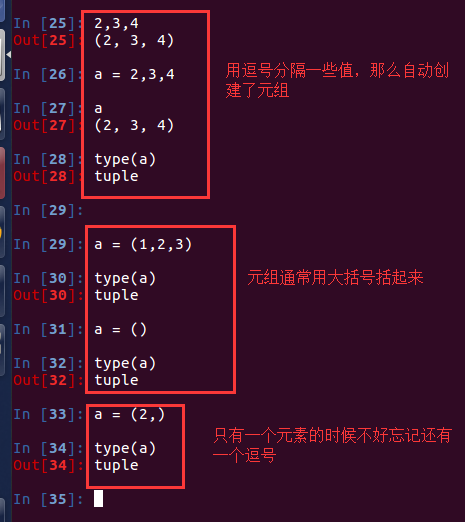 In [25]: 2,3,4
Out[25]: (2, 3, 4)
In [26]: a = 2,3,4
用逗号分隔一些值，那么自动创
建了元组
In [27]: a
Out[27]: (2, 3, 4)
In [28]: type(a)
Out[28]: tuple
In [29]:
In [29]: a = (1,2,3)
In [30]: type(a)
Out[30]: tuple
元组通常用大括号括起来
In [31]: a = ()
In [32]: type(a)
Out[32]: tuple
In [33]: a = (2,)
In [34]: type(a)
Out[34]: tuple
只有一个元素的时候不好忘记还有
一个逗号
In [35]: